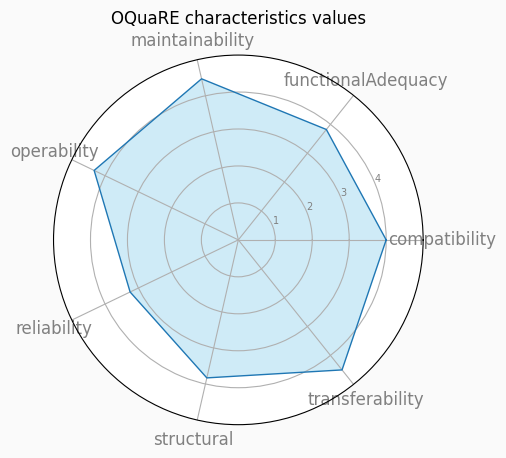 OQuaRE characteristics values
maintainability
functionalAdequacy
operability
4
3
2
1
compatibility
reliability
transferability
structural